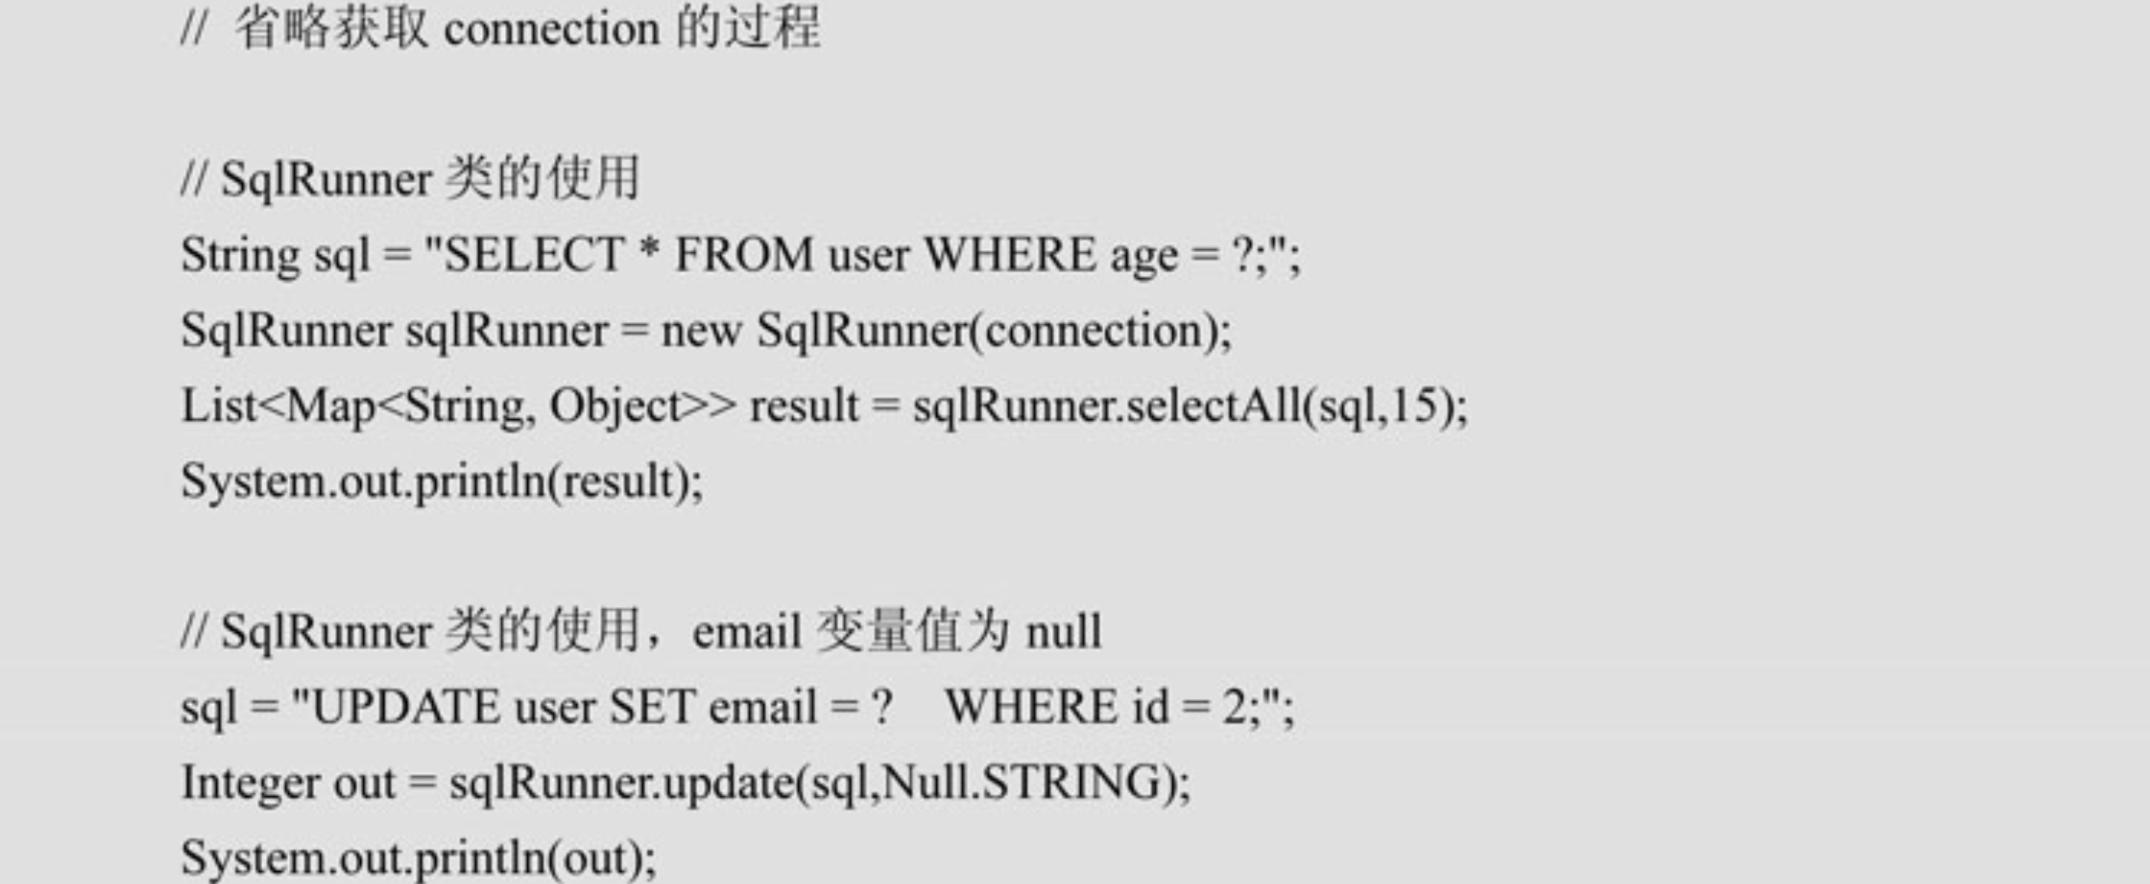 // 省略获取 connection 的过程
// SqlRunner 类的使用
String sql = "SELECT * FROM user WHERE age = ?;";
SqlRunner sqlRunner = new SqlRunner(connection);
List<Map<String, Object>> result = sqlRunner.selectAll(sql,15);
System.out.println(result);
// SqlRunner 类的使用，email 变量值为 null
sql = "UPDATE user SET email = ?    WHERE id = 2;";
Integer out = sqlRunner.update(sql,Null.STRING);
System.out.println(out);